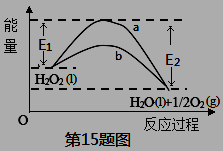 能量
E₁
a
b
E₂
H₂O₂(l)
H₂O(l)+1/2O₂(g)
O
反应过程
第15题图